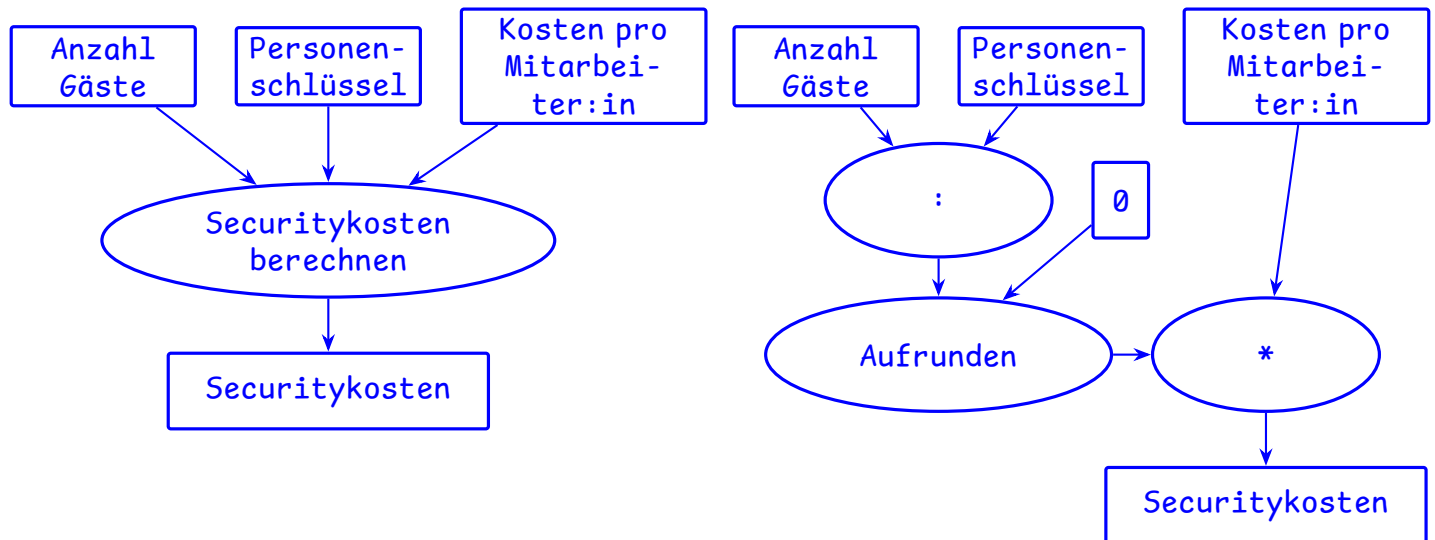 Anzahl
Gäste
Personen-
schlüssel
Kosten pro
Mitarbei-
ter:in
Securitykosten
berechnen
Securitykosten
Anzahl
Gäste
Personen-
schlüssel
Kosten pro
Mitarbei-
ter:in
:
0
Aufrunden
*
Securitykosten